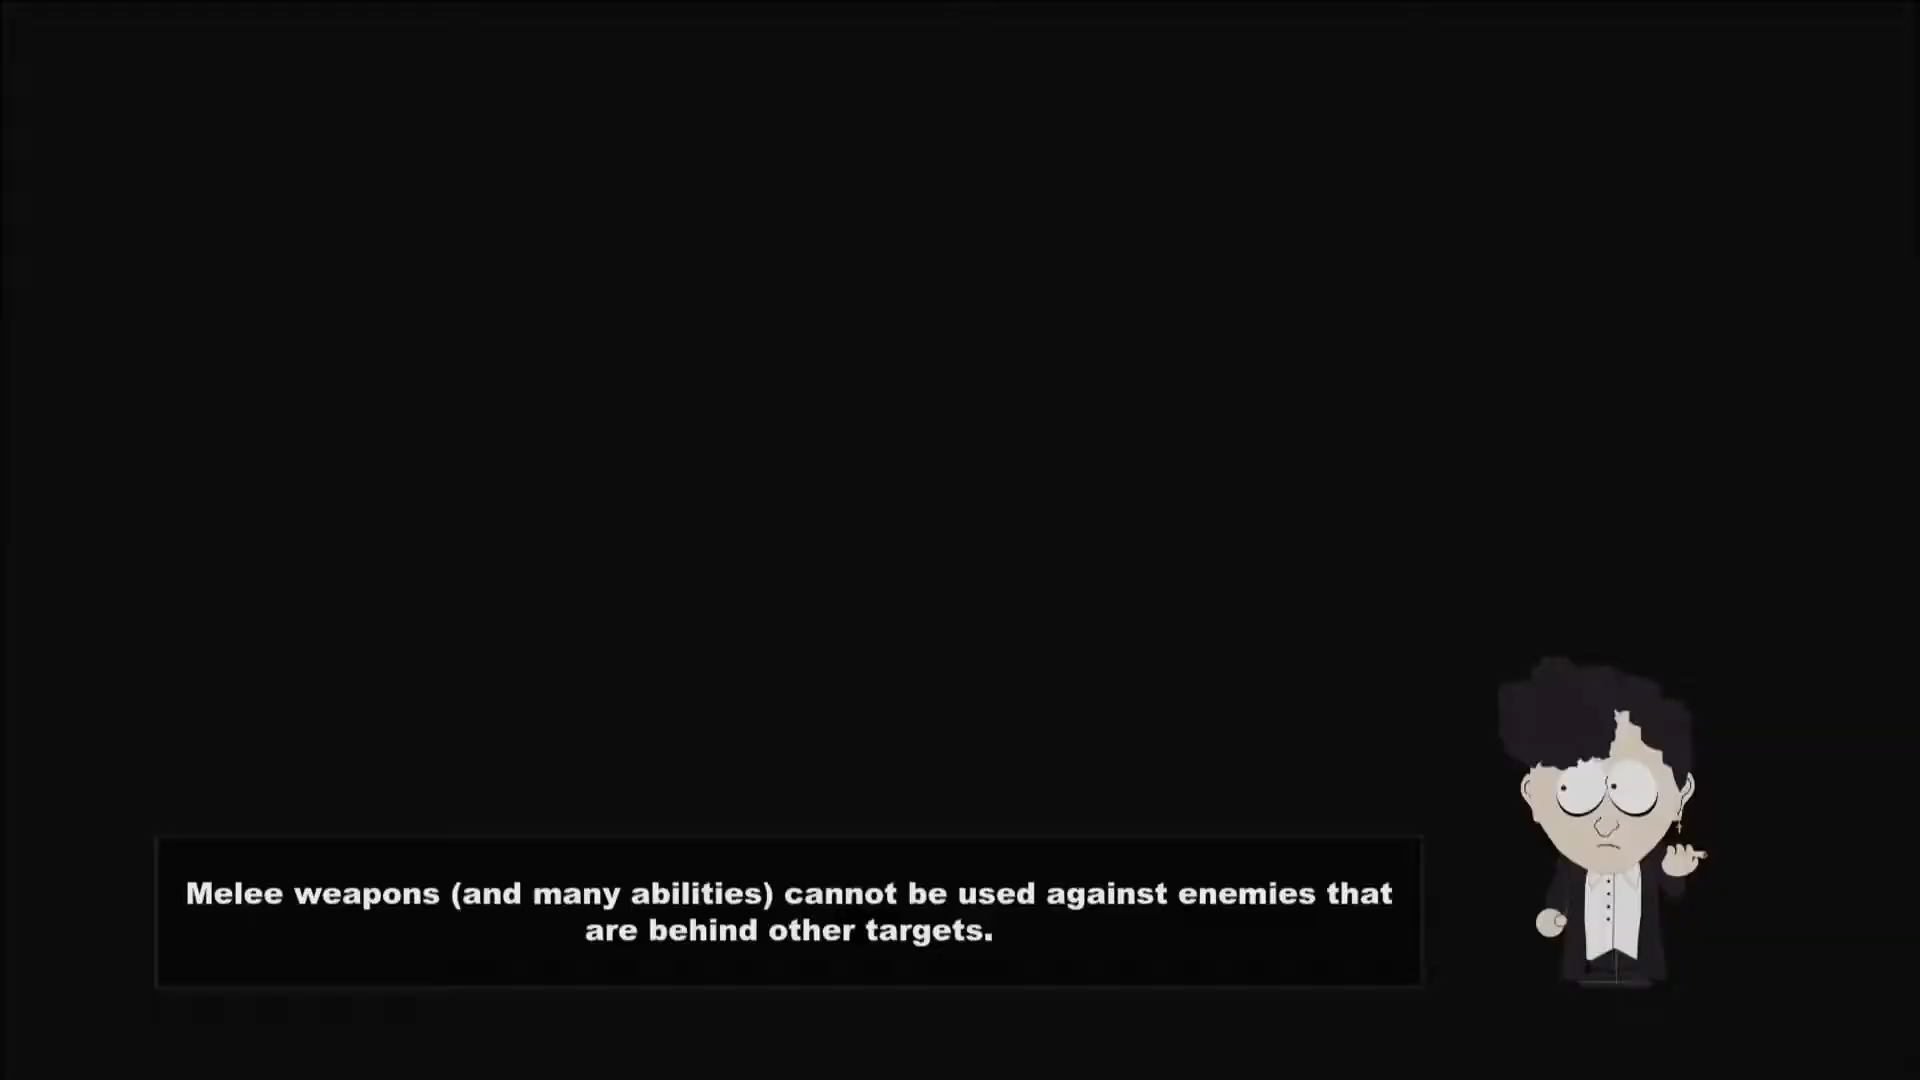 Melee weapons (and many abilities) cannot be used against enemies that
are behind other targets.